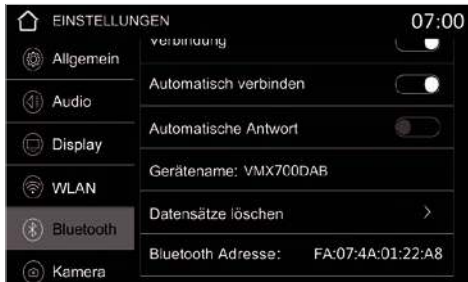 EINSTELLUNGEN 07:00
Allgemein
Audio
Display
WLAN
Bluetooth
Kamera
Verbindung
Automatisch verbinden
Automatische Antwort
Gerätename: VMX700DAB
Datensätze löschen >
Bluetooth Adresse: FA:07:4A:01:22:A8